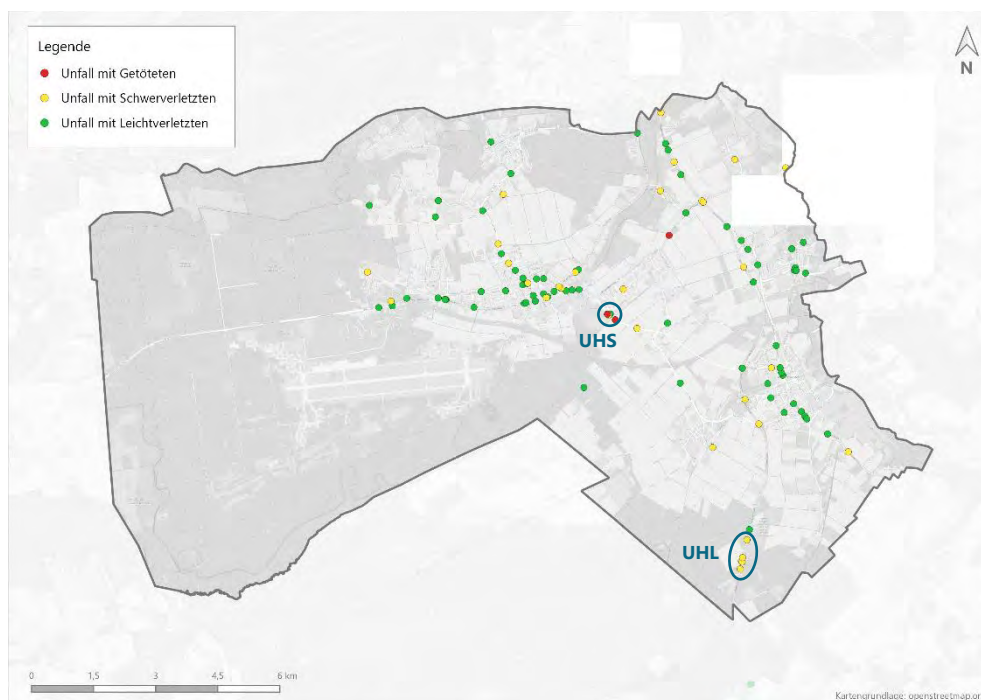 Legende
Unfall mit Getöteten
Unfall mit Schwerverletzten
Unfall mit Leichtverletzten
N
UHS
UHL
0 1,5 3 4,5 6 km
Kartengrundlage: openstreetmap.or